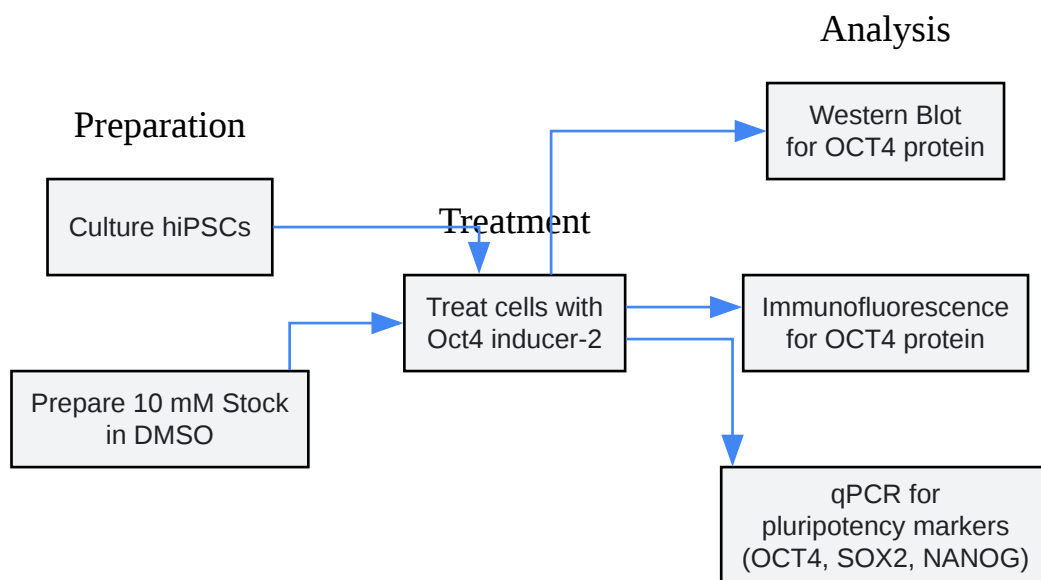 Preparation
Culture hiPSCs
Prepare 10 mM Stock
in DMSO
Treatment
Treat cells with
Oct4 inducer-2
Analysis
Western Blot
for OCT4 protein
Immunofluorescence
for OCT4 protein
qPCR for
pluripotency markers
(OCT4, SOX2, NANOG)